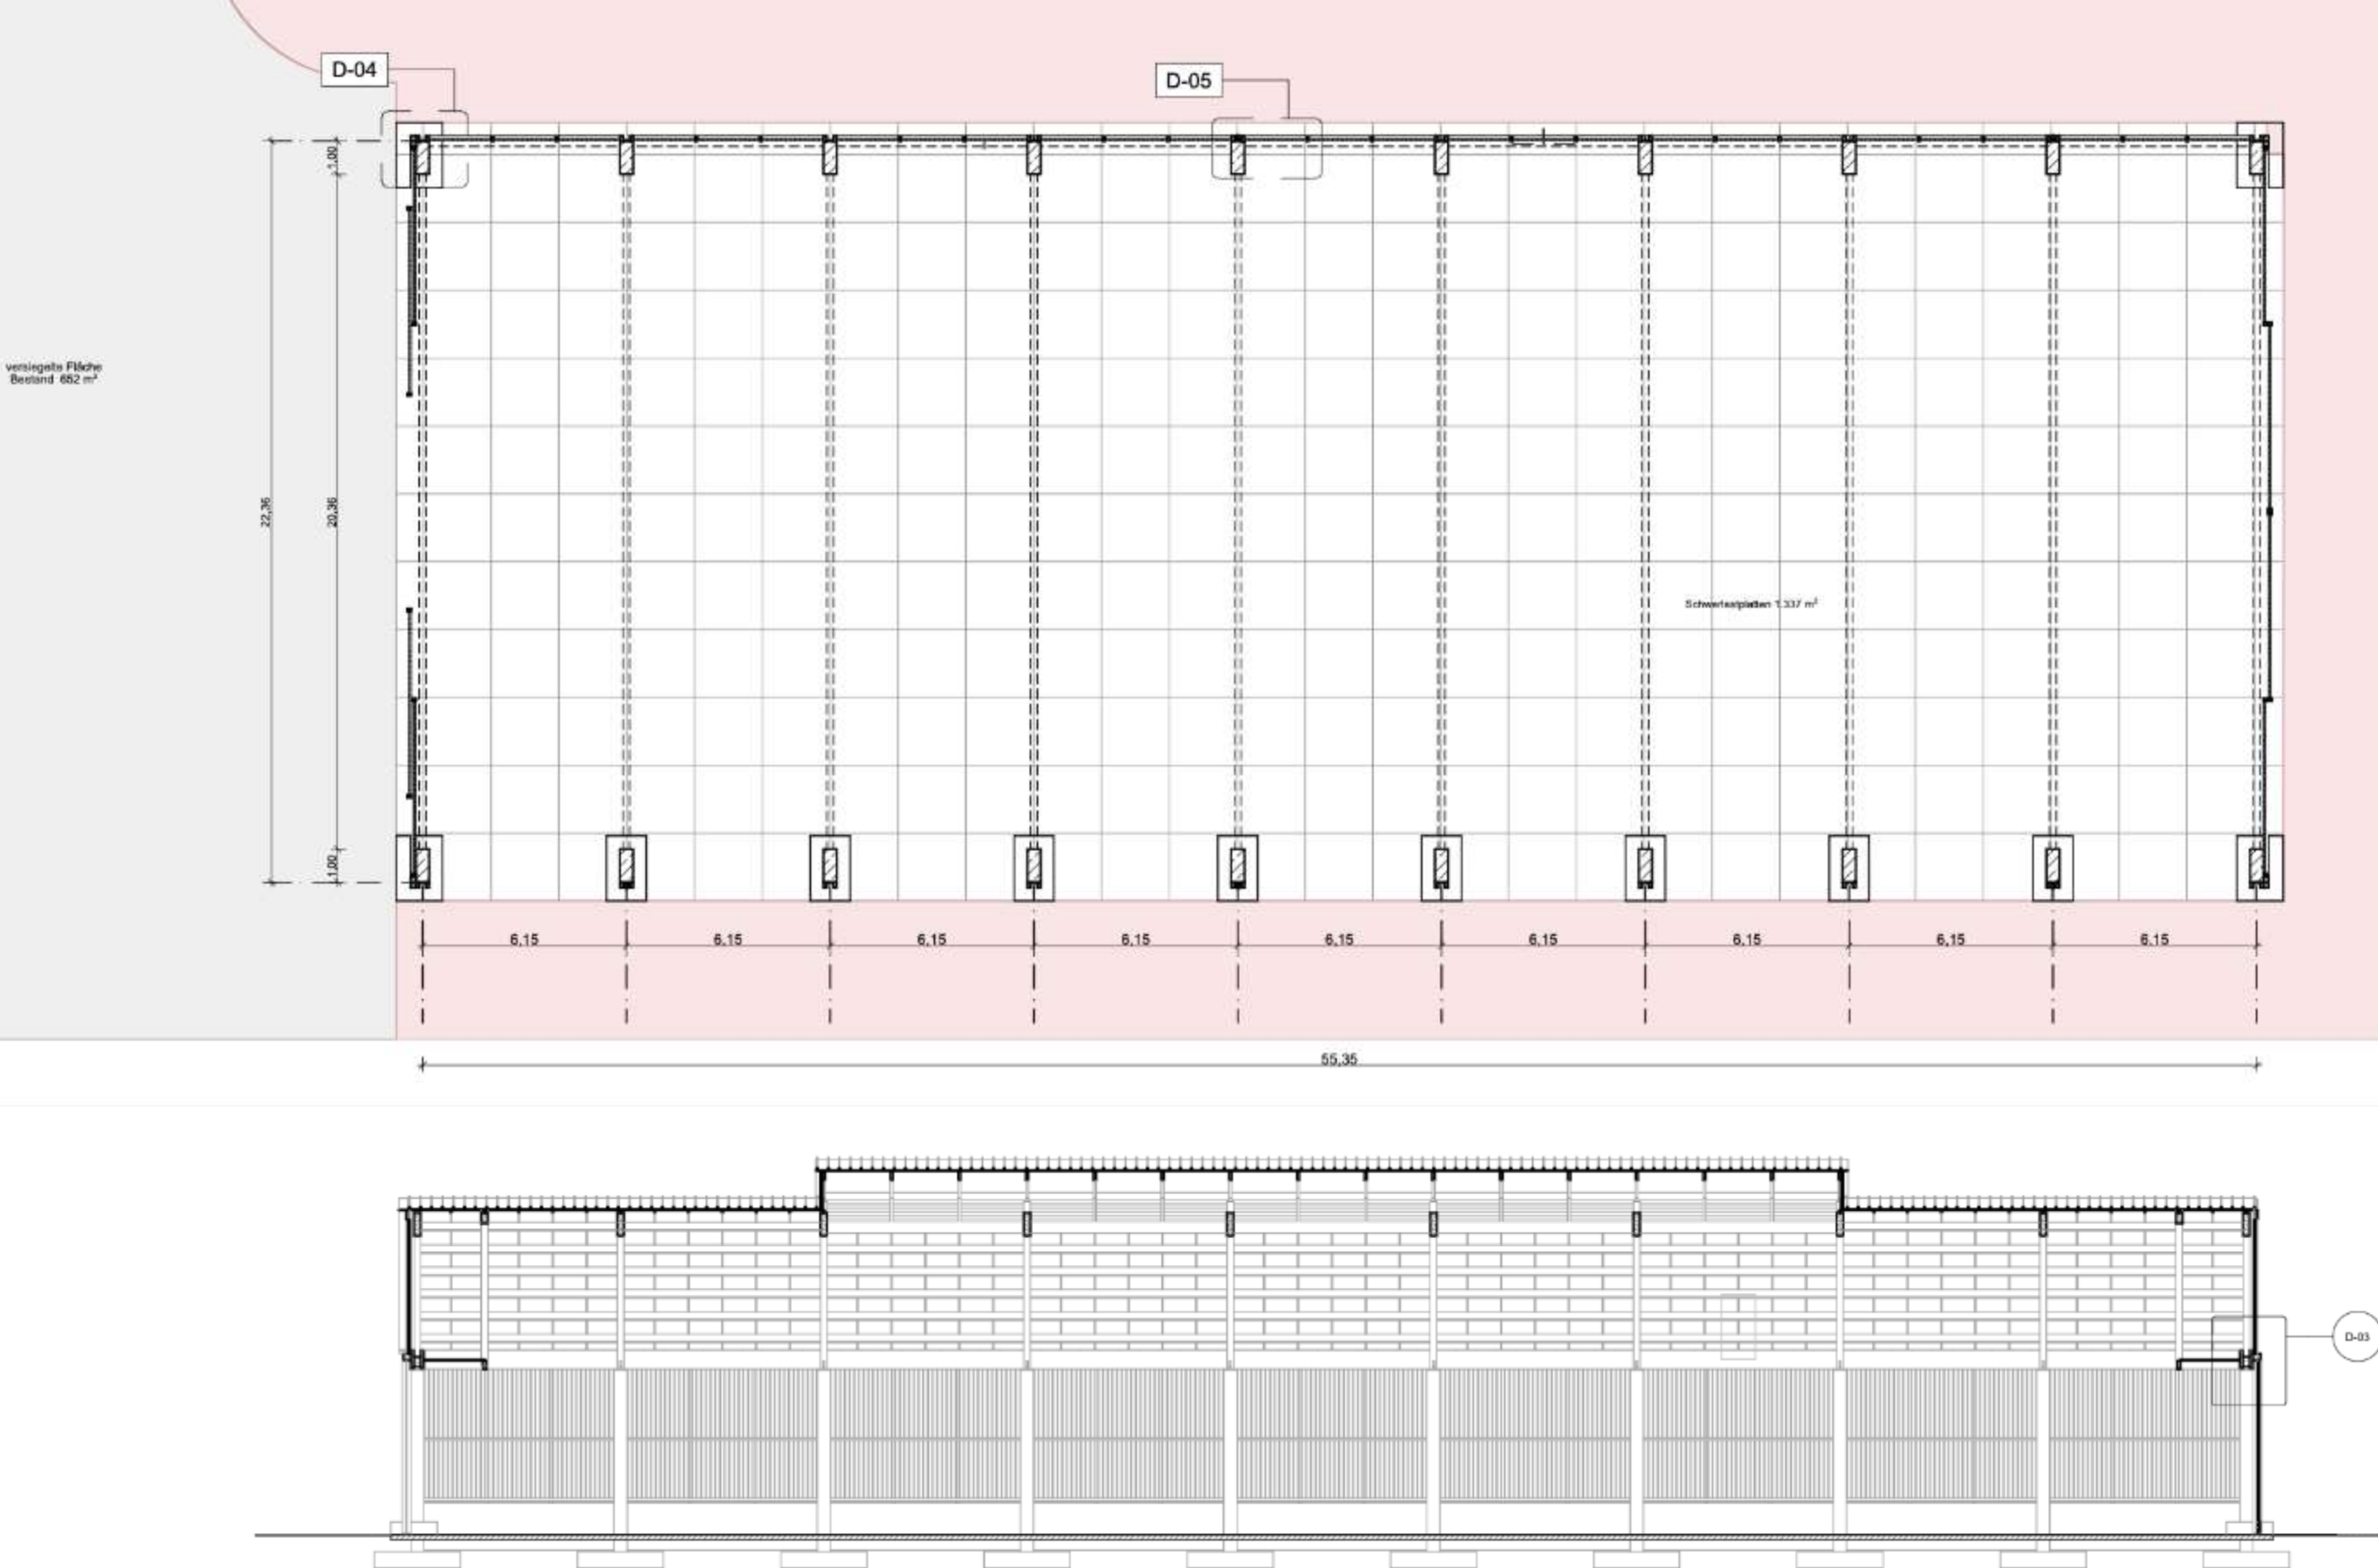 D-04
D-05
1,00
versiegelte Fläche
Bestand 652 m²
22,36
20,36
Schwerlastplatten 1.337 m²
1,00
6,15 6,15 6,15 6,15 6,15 6,15 6,15 6,15 6,15
55,35
D-03